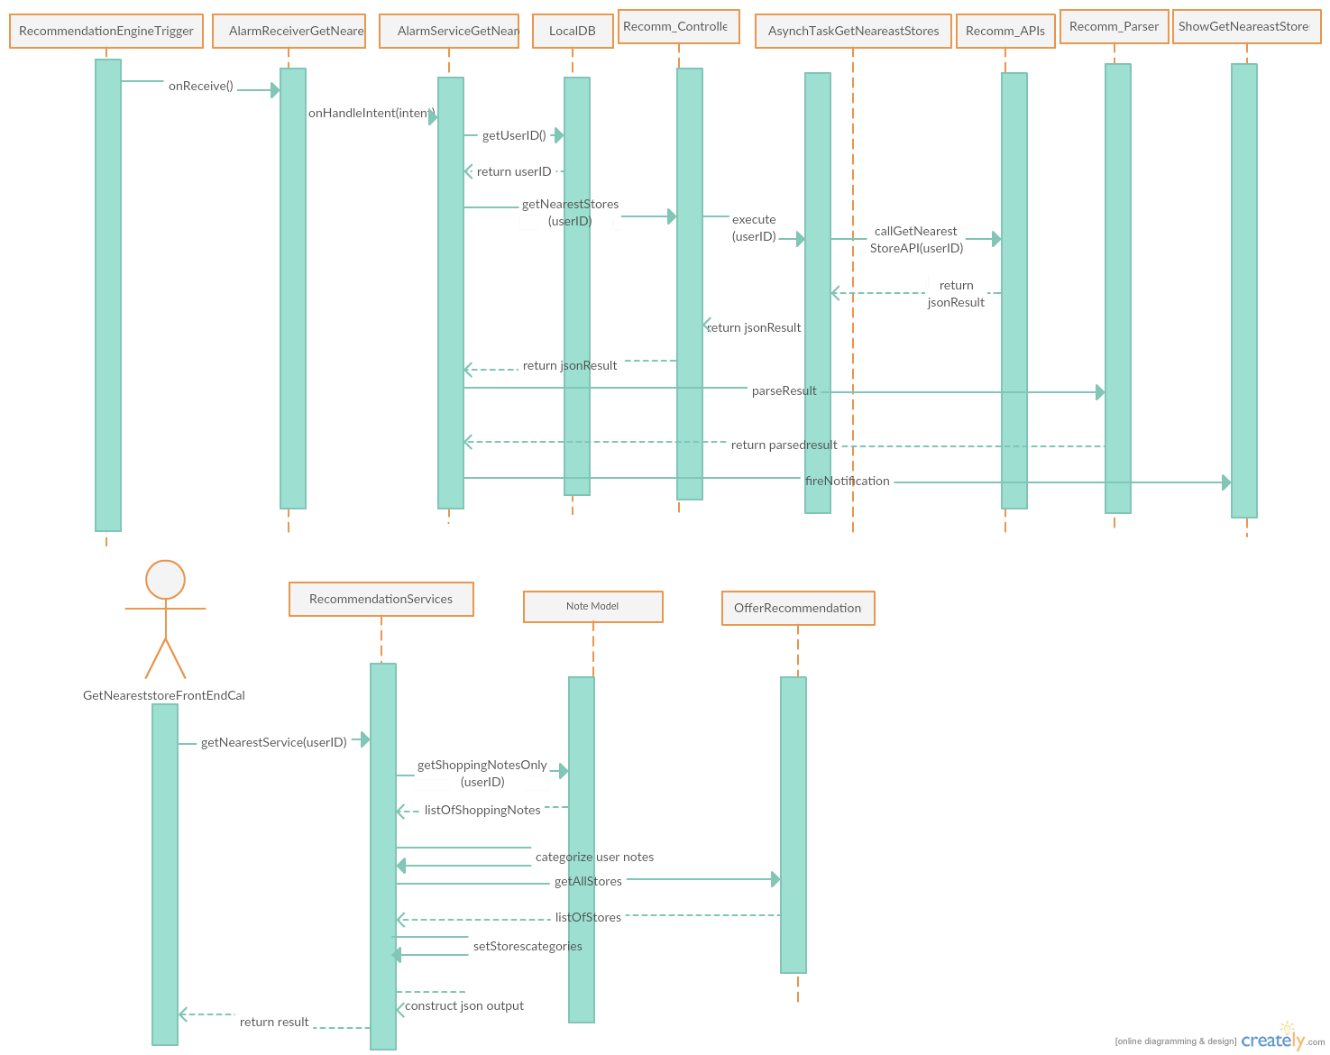 RecommendationEngineTrigger
AlarmReceiverGetNeare
AlarmServiceGetNear
LocalDB
Recomm_Controlle
AsynchTaskGetNeareastStores
Recomm_APIs
Recomm_Parser
ShowGetNeareastStore
onReceive()
onHandleIntent(intent)
getUserID()
return userID
getNearestStores
(userID)
execute
(userID)
callGetNearest
StoreAPI(userID)
return
jsonResult
return jsonResult
return jsonResult
parseResult
return parsedresult
fireNotification
GetNeareststoreFrontEndCal
RecommendationServices
Note Model
OfferRecommendation
getNearestService(userID)
getShoppingNotesOnly
(userID)
listOfShoppingNotes
categorize user notes
getAllStores
listOfStores
setStorescategories
construct json output
return result
[online diagramming & design] creately.com